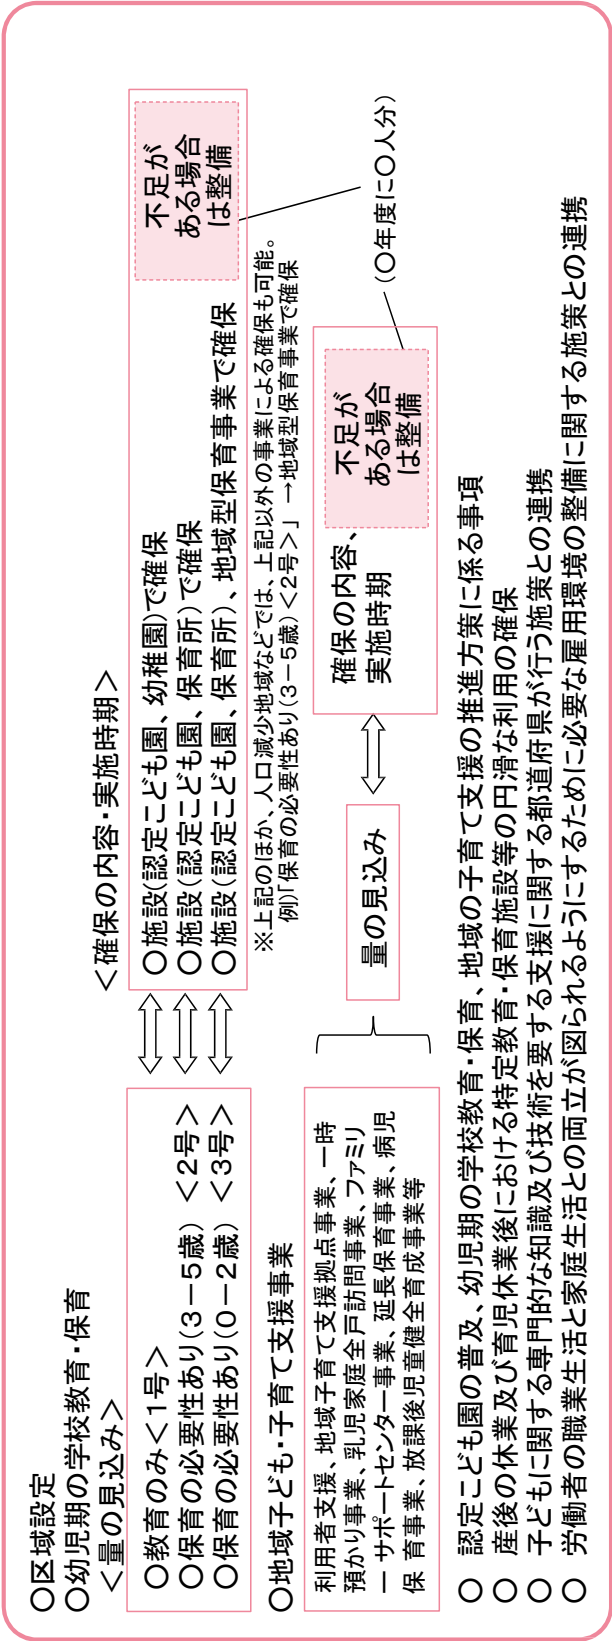 〇区域設定
〇幼児期の学校教育・保育
＜量の見込み＞
〇教育のみ＜1号＞
〇保育の必要性あり(3－5歳) ＜2号＞
〇保育の必要性あり(0－2歳) ＜3号＞
＜確保の内容・実施時期＞
〇施設(認定こども園、幼稚園)で確保
〇施設(認定こども園、保育所)で確保
〇施設(認定こども園、保育所)、地域型保育事業で確保
不足が
ある場合
は整備
※上記のほか、人口減少地域などでは、上記以外の事業による確保も可能。
例)「保育の必要性あり(3－5歳)＜2号＞」 →地域型保育事業で確保
〇地域子ども・子育て支援事業
利用者支援、地域子育て支援拠点事業、一時
預かり事業、乳児家庭全戸訪問事業、ファミリ
ーサポートセンター事業、延長保育事業、病児
保 育事業、放課後児童健全育成事業等
量の見込み
確保の内容、
実施時期
不足が
ある場合
は整備
(〇年度に〇人分)
〇 認定こども園の普及、幼児期の学校教育・保育、地域の子育て支援の推進方策に係る事項
〇 産後の休業及び育児休業後における特定教育・保育施設等の円滑な利用の確保
〇 子どもに関する専門的な知識及び技術を要する支援に関する都道府県が行う施策との連携
〇 労働者の職業生活と家庭生活との両立が図られるようにするために必要な雇用環境の整備に関する施策との連携